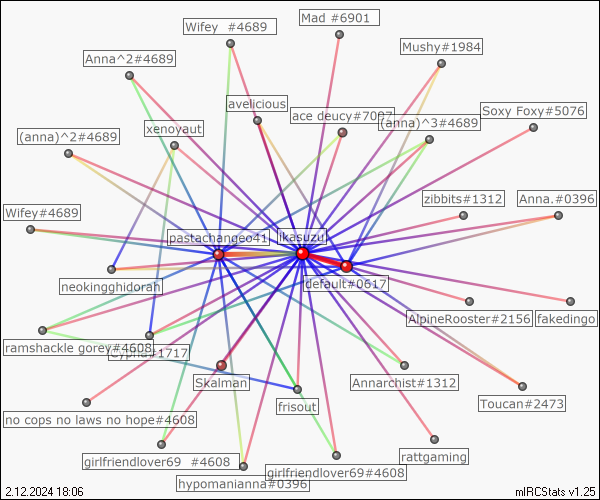 Mad #6901
Wifey  #4689
Mushy#1984
Anna^2#4689
avelicious
ace deucy#7007
Soxy Foxy#5076
(anna)^3#4689
xenoyaut
(anna)^2#4689
zibbits#1312
Anna.#0396
Wifey#4689
pastachangeo41
ikasuzu
default#0617
neokingghidorah
AlpineRooster#2156
fakedingo
ramshackle gorey#4608
#1717
Skalman
Annarchist#1312
frisout
Toucan#2473
no cops no laws no hope#4608
rattgaming
girlfriendlover69  #4608
girlfriendlover69#4608
hypomanianna#0396
2.12.2024 18:06
mIRCStats v1.25